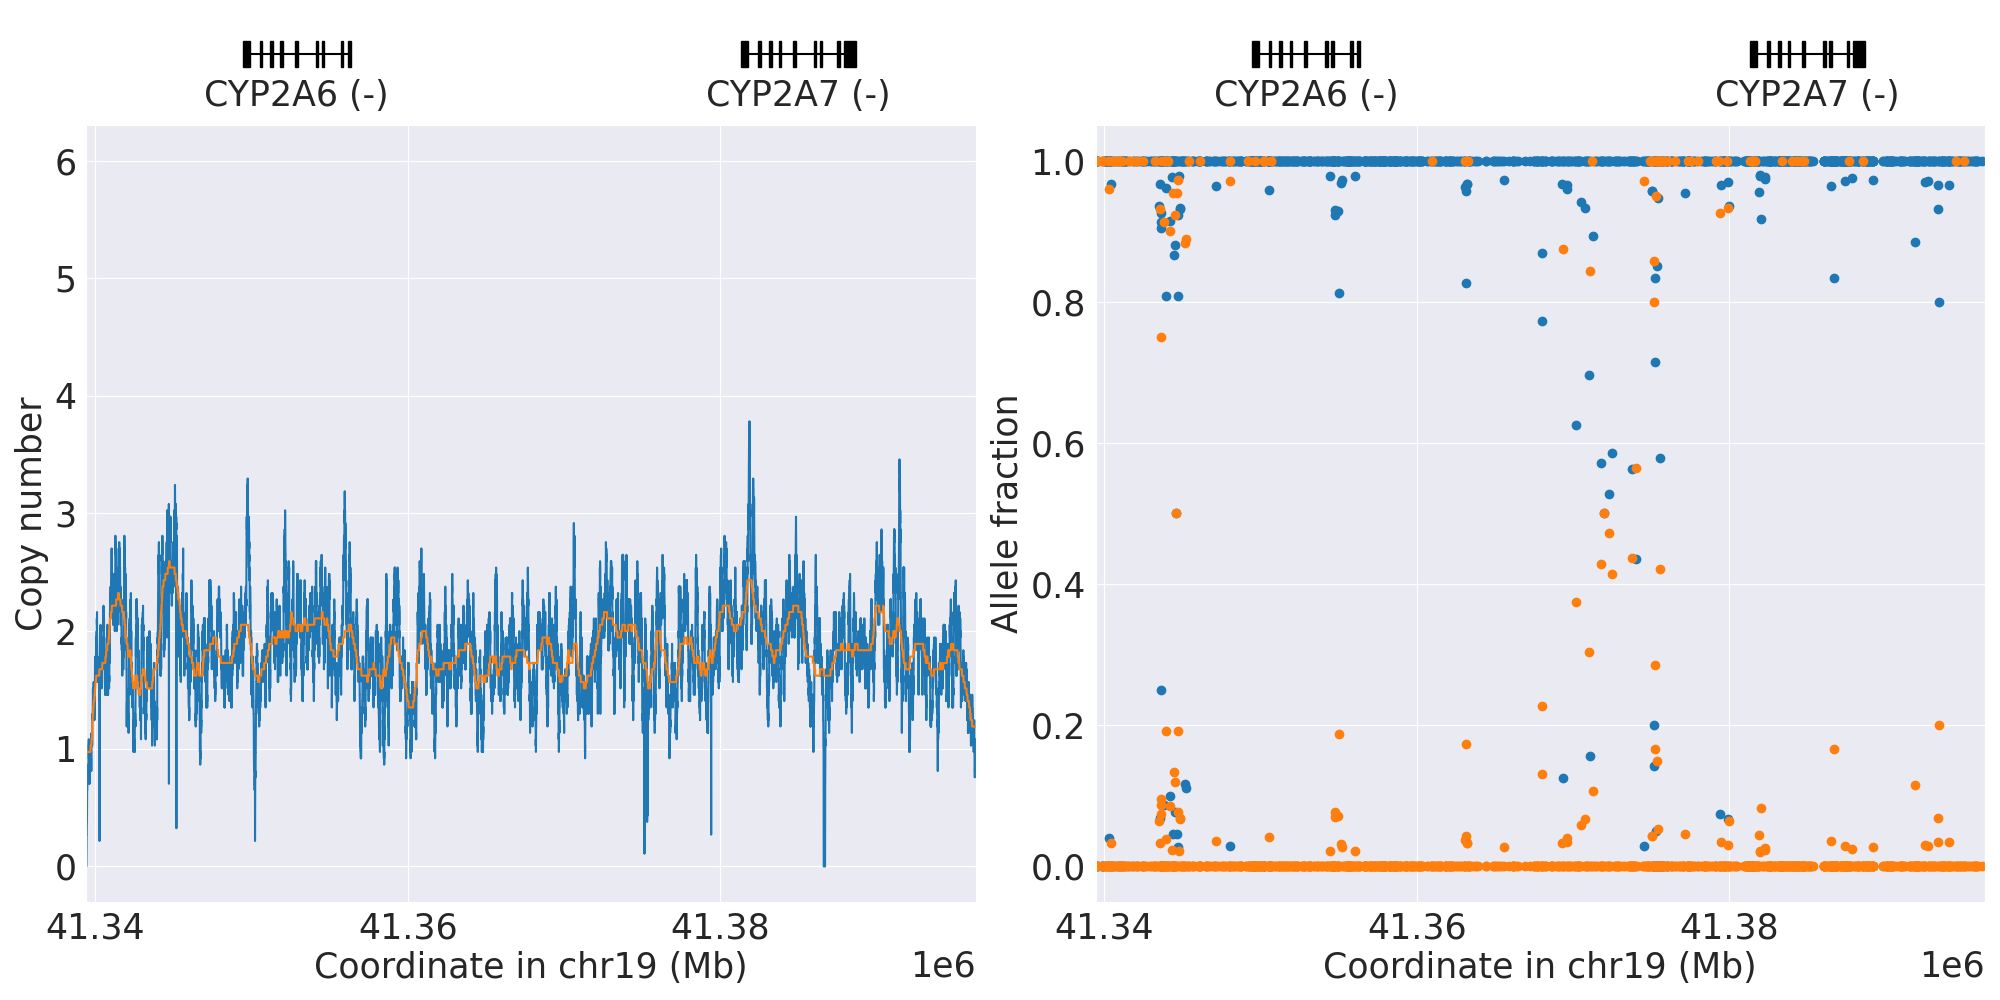 CYP2A6 (-)
CYP2A7 (-)
Copy number
6
5
4
3
2
1
0
41.34
41.36
41.38
Coordinate in chr19 (Mb)
1e6
CYP2A6 (-)
CYP2A7 (-)
Allele fraction
1.0
0.8
0.6
0.4
0.2
0.0
41.34
41.36
41.38
Coordinate in chr19 (Mb)
1e6